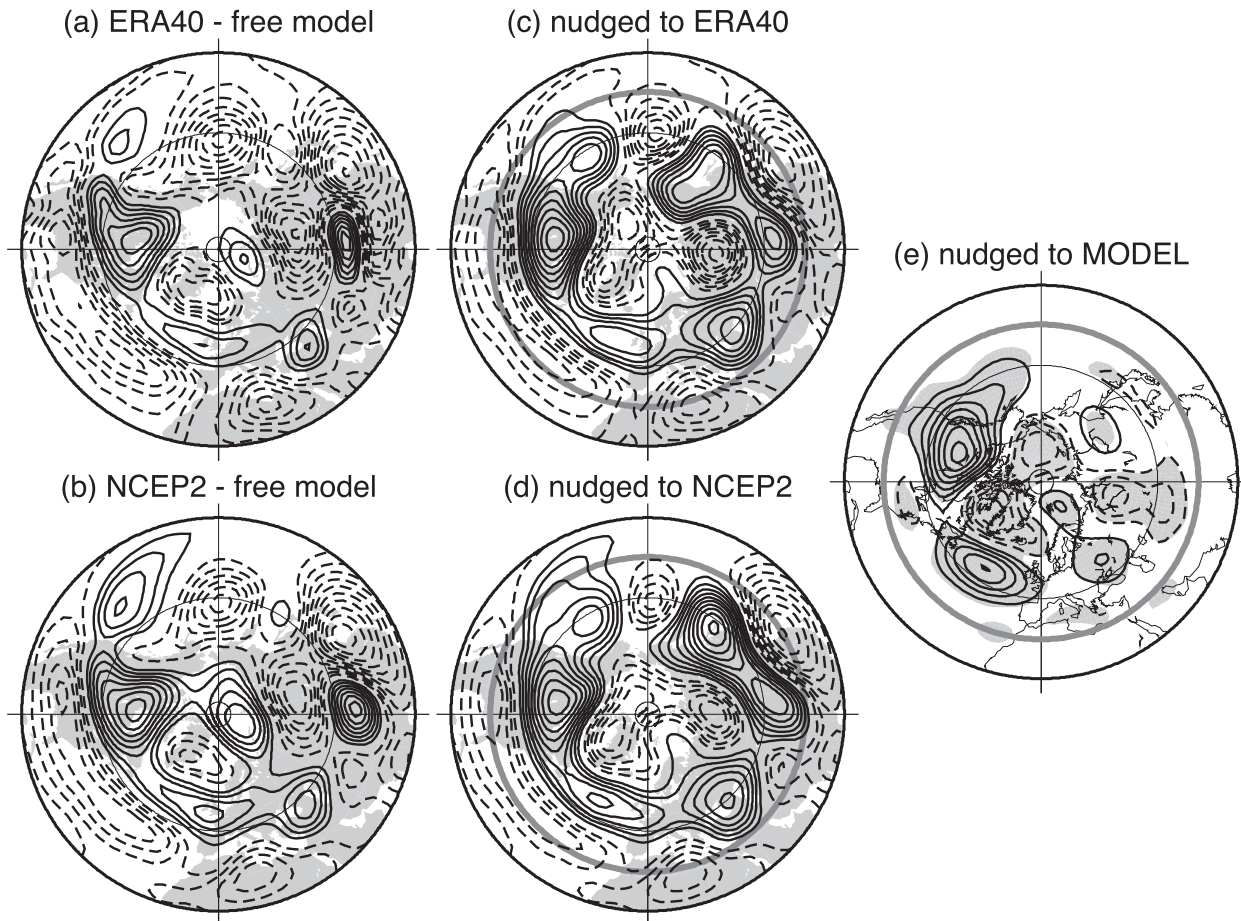 (a) ERA40 - free model
(c) nudged to ERA40
(e) nudged to MODEL
(b) NCEP2 - free model
(d) nudged to NCEP2